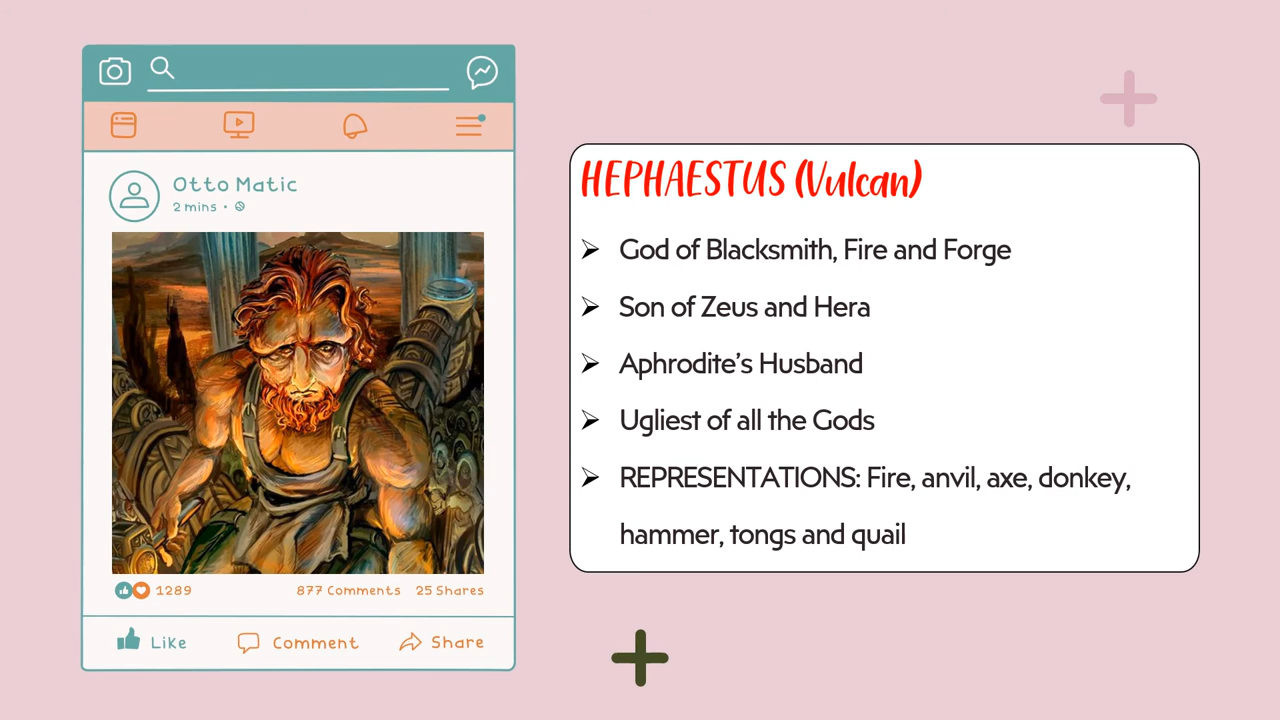 Otto Matic
2 mins •
1289 877 Comments 25 Shares
Like Comment Share
HEPHAESTUS (Vulcan)
➢ God of Blacksmith, Fire and Forge
➢ Son of Zeus and Hera
➢ Aphrodite’s Husband
➢ Ugliest of all the Gods
➢ REPRESENTATIONS: Fire, anvil, axe, donkey,
hammer, tongs and quail